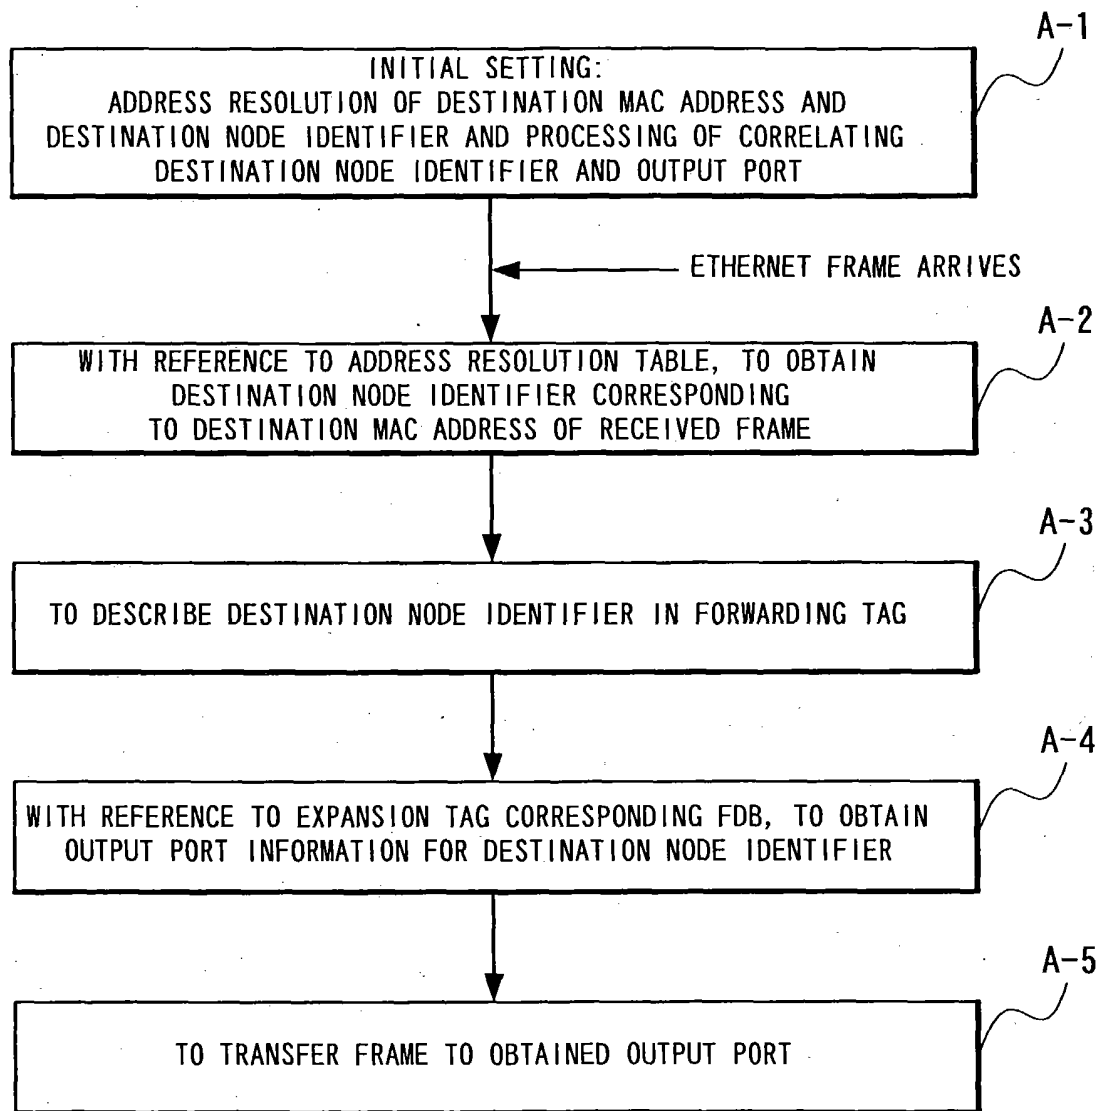 A-1
INITIAL SETTING:
ADDRESS RESOLUTION OF DESTINATION MAC ADDRESS AND
DESTINATION NODE IDENTIFIER AND PROCESSING OF CORRELATING
DESTINATION NODE IDENTIFIER AND OUTPUT PORT
ETHERNET FRAME ARRIVES
A-2
WITH REFERENCE TO ADDRESS RESOLUTION TABLE, TO OBTAIN
DESTINATION NODE IDENTIFIER CORRESPONDING
TO DESTINATION MAC ADDRESS OF RECEIVED FRAME
A-3
TO DESCRIBE DESTINATION NODE IDENTIFIER IN FORWARDING TAG
A-4
WITH REFERENCE TO EXPANSION TAG CORRESPONDING FDB, TO OBTAIN
OUTPUT PORT INFORMATION FOR DESTINATION NODE IDENTIFIER
A-5
TO TRANSFER FRAME TO OBTAINED OUTPUT PORT